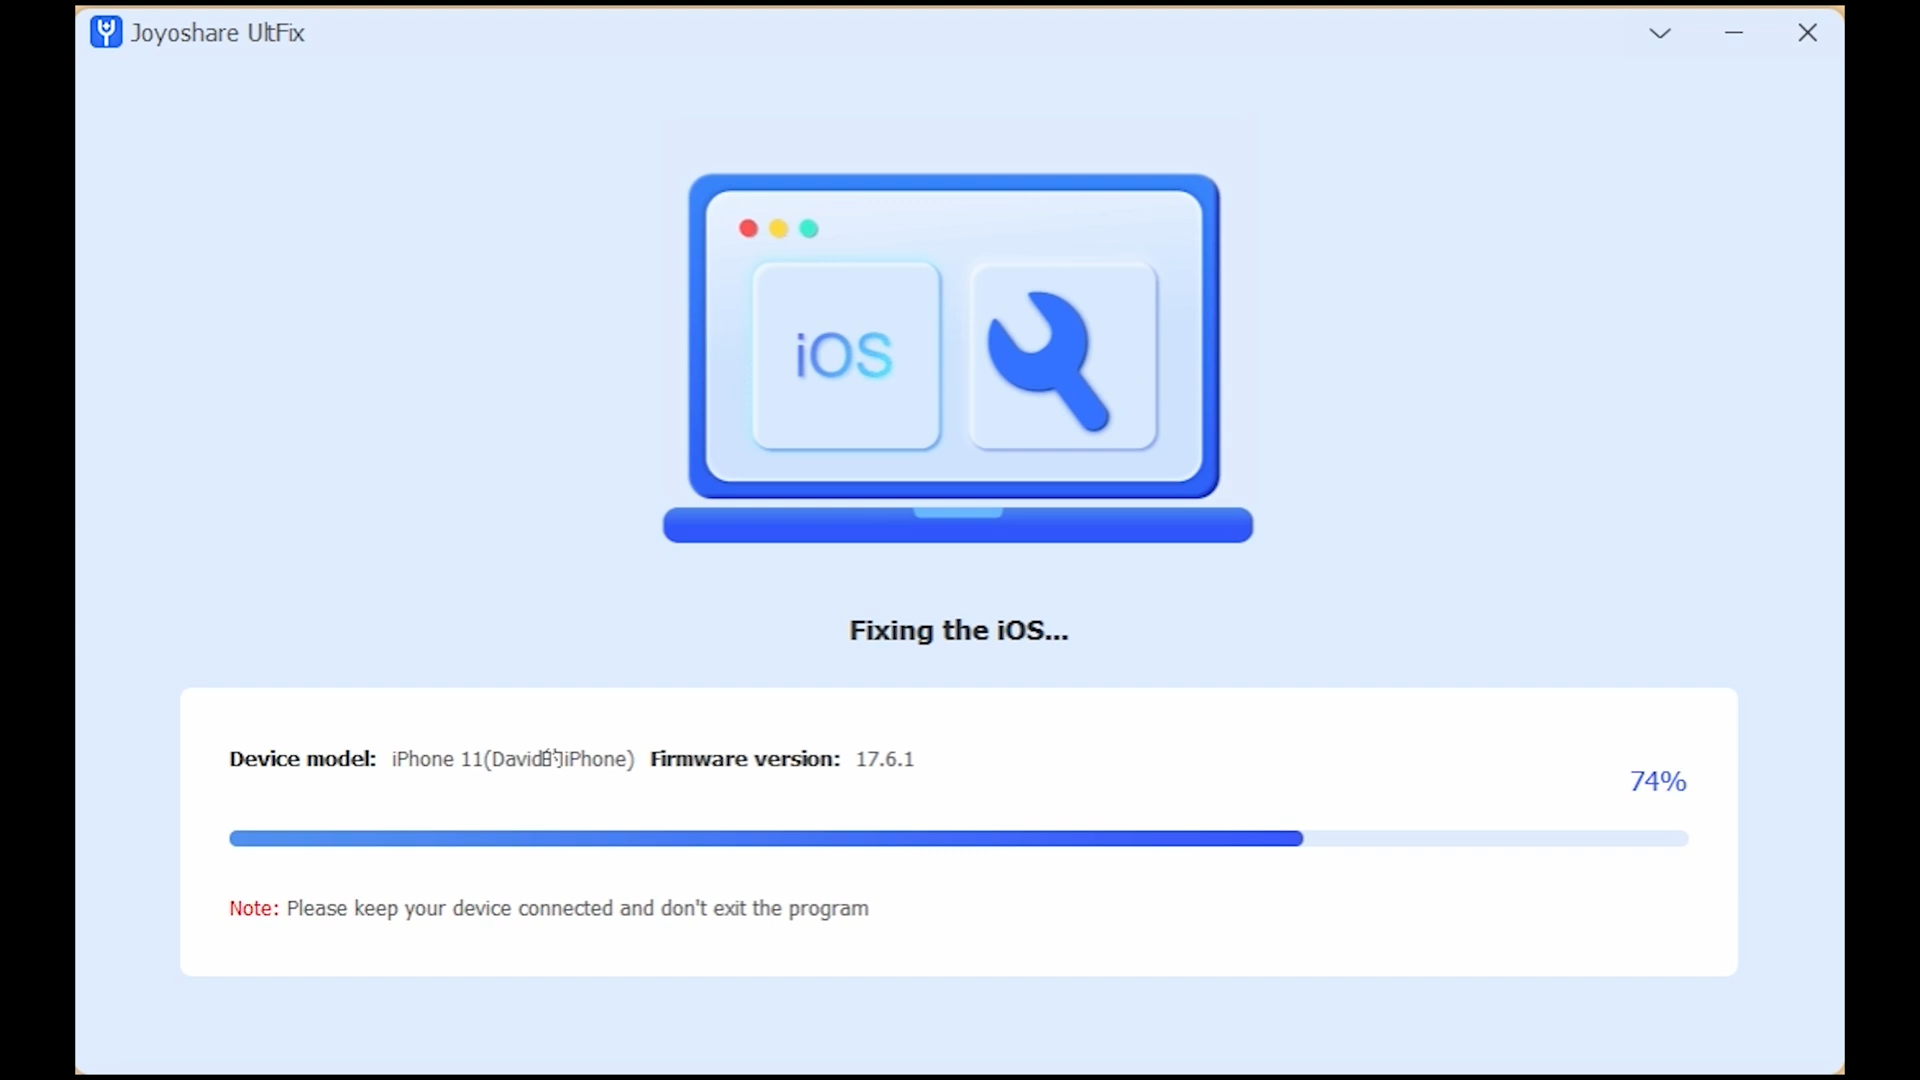 Joyoshare UltFix
iOS
Fixing the iOS...
Device model: iPhone 11(David的iPhone) Firmware version: 17.6.1
74%
Note: Please keep your device connected and don't exit the program